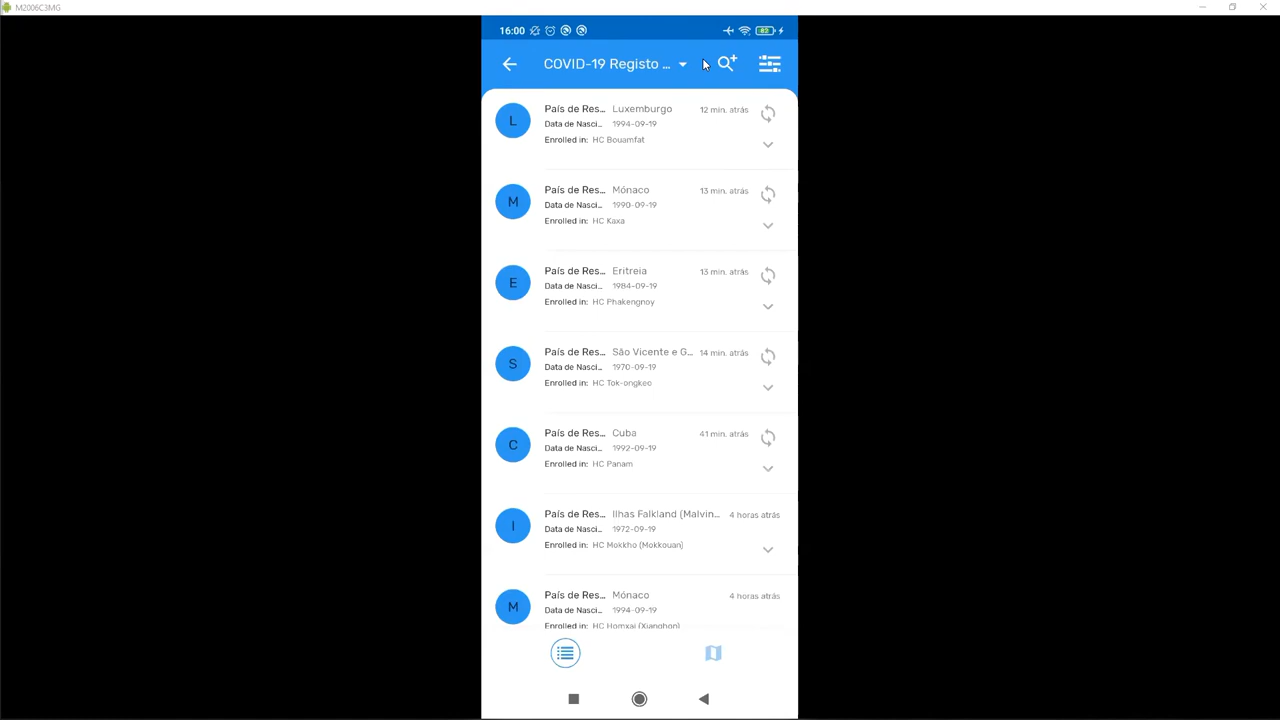 M2006C3MG
16:00
82
COVID-19 Registo ...
L
País de Res... Luxemburgo 12 min. atrás
Data de Nasci... 1994-09-19
Enrolled in: HC Bouamfat
M
País de Res... Mónaco 13 min. atrás
Data de Nasci... 1990-09-19
Enrolled in: HC Kaxa
E
País de Res... Eritreia 13 min. atrás
Data de Nasci... 1984-09-19
Enrolled in: HC Phakengnoy
S
País de Res... São Vicente e G... 14 min. atrás
Data de Nasci... 1970-09-19
Enrolled in: HC Tok-ongkeo
C
País de Res... Cuba 41 min. atrás
Data de Nasci... 1992-09-19
Enrolled in: HC Panam
I
País de Res... Ilhas Falkland (Malvin... 4 horas atrás
Data de Nasci... 1972-09-19
Enrolled in: HC Mokkho (Mokkouan)
M
País de Res... Mónaco 4 horas atrás
Data de Nasci... 1994-09-19
Enrolled in: HC Homxai (Xianghon)